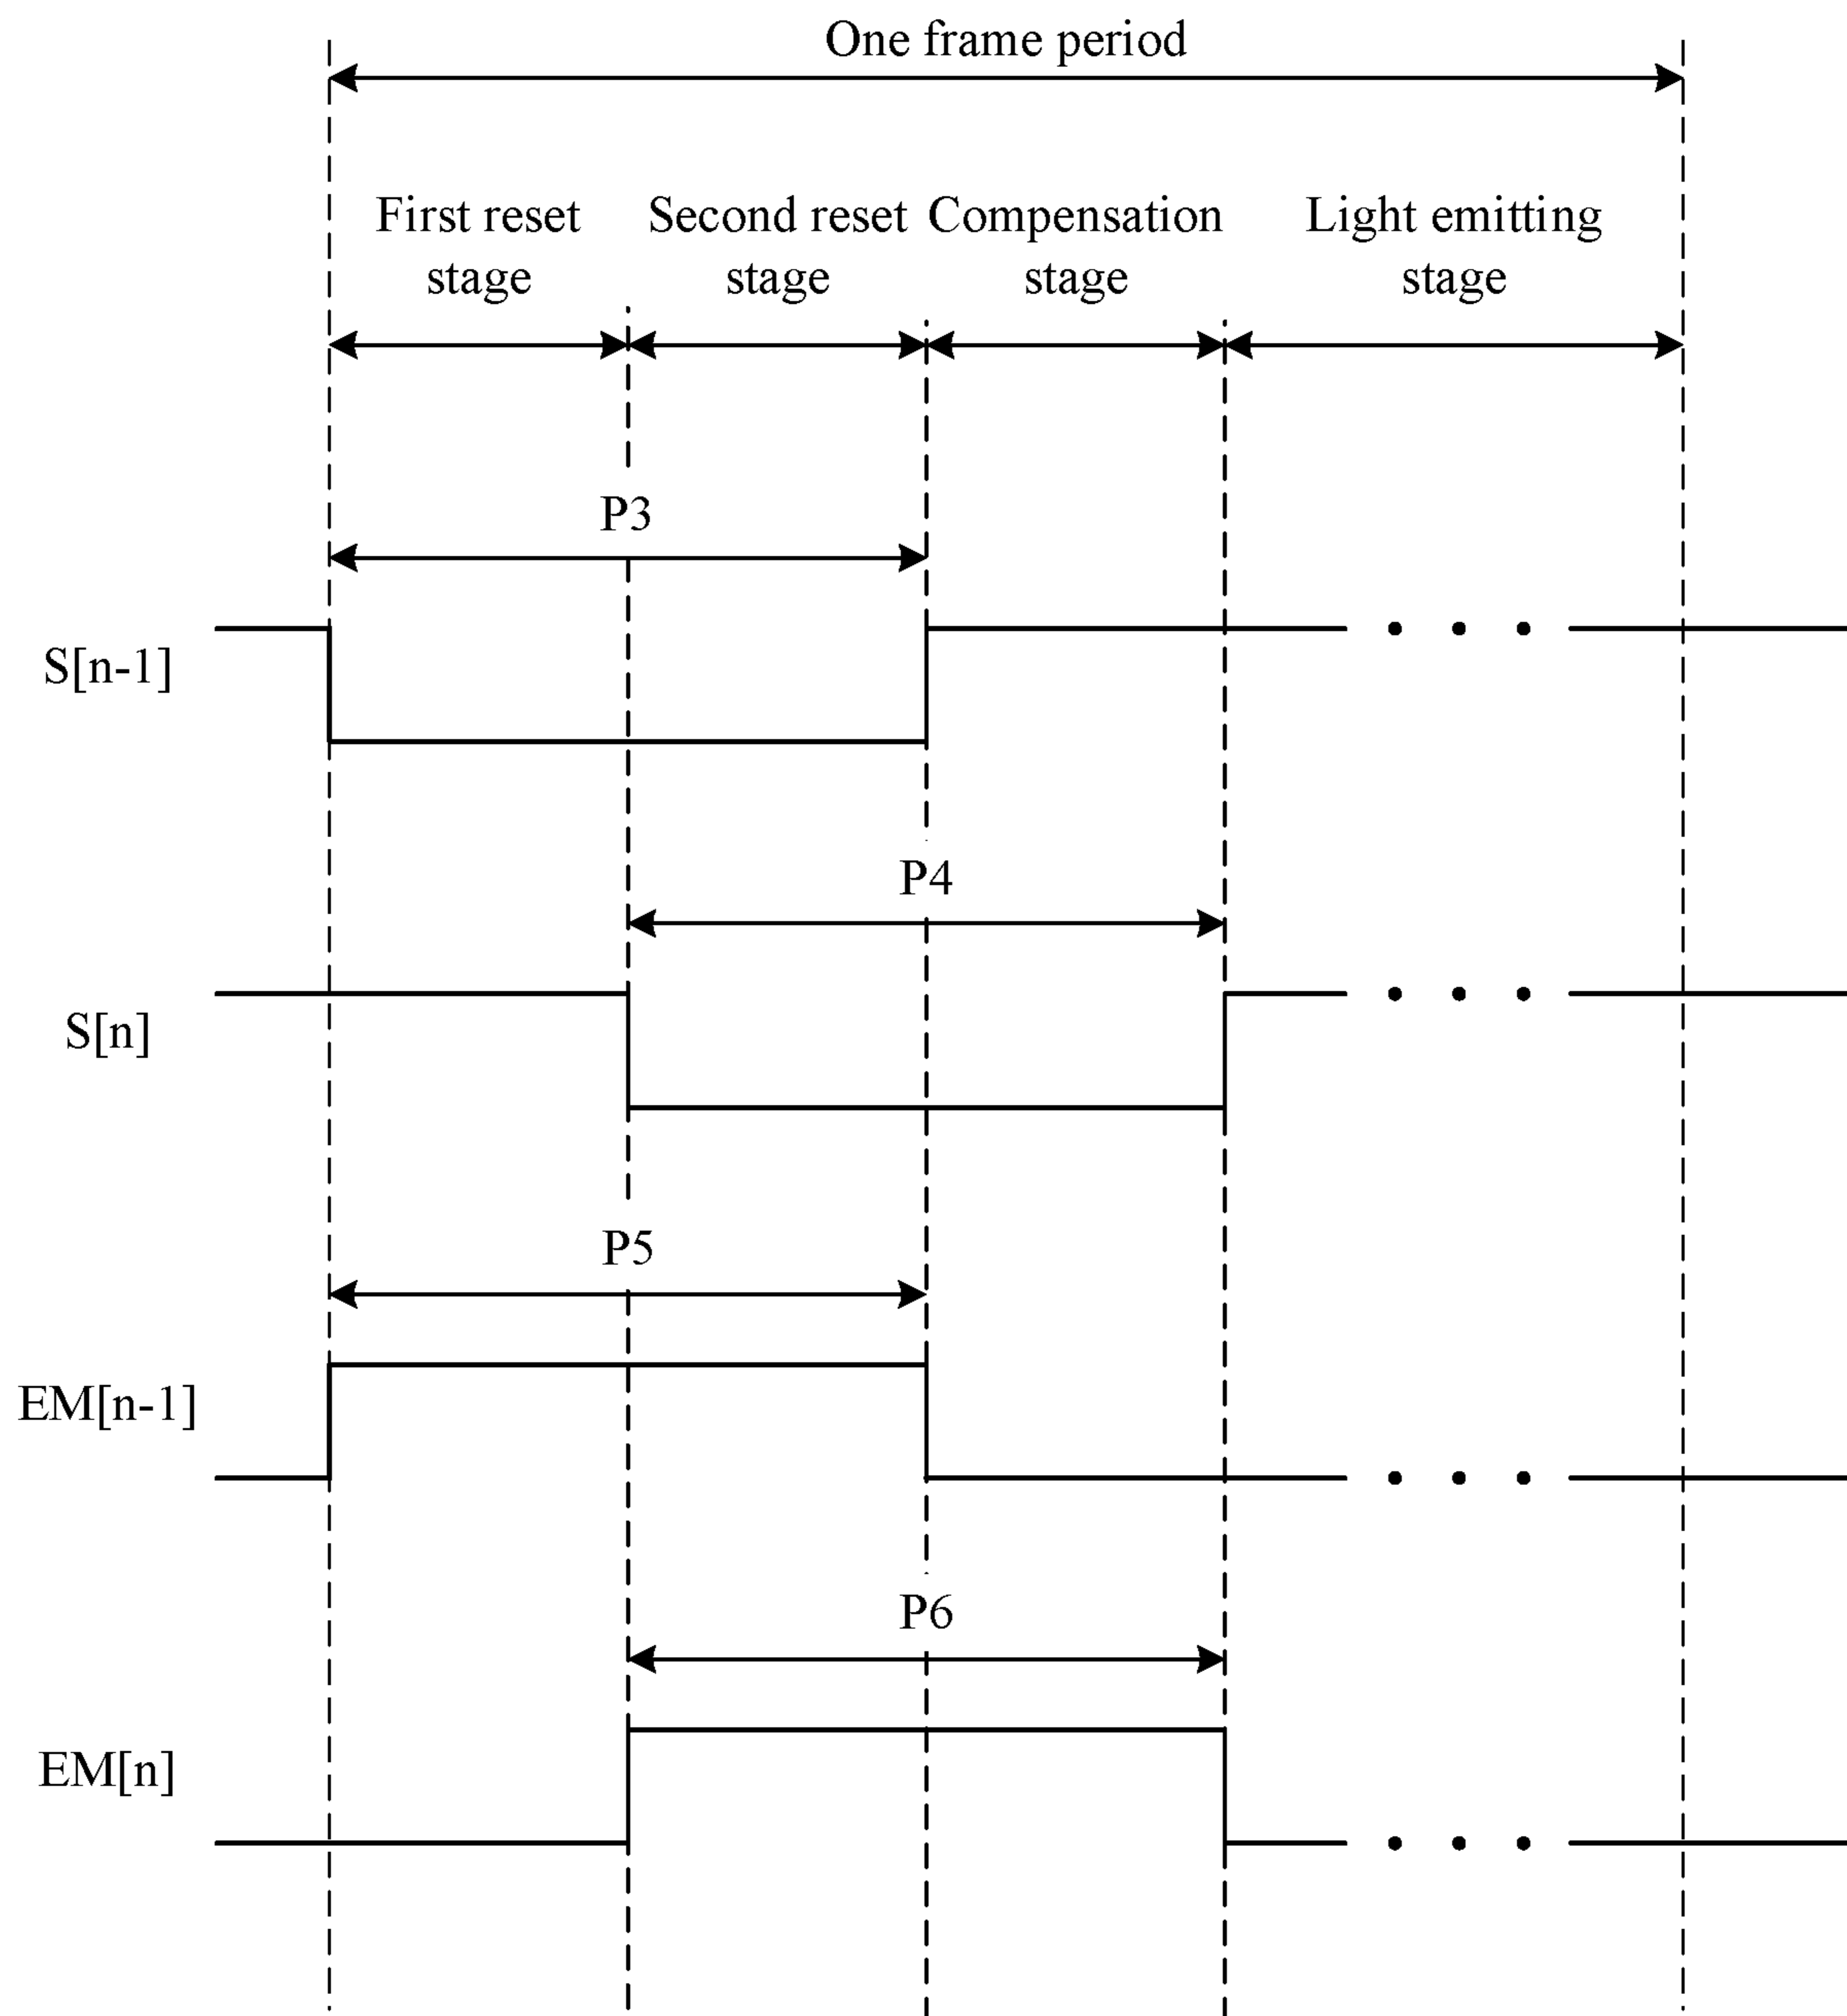 One frame period
First reset
stage
Second reset
stage
Compensation
stage
Light emitting
stage
P3
S[n-1]
P4
S[n]
P5
EM[n-1]
P6
EM[n]